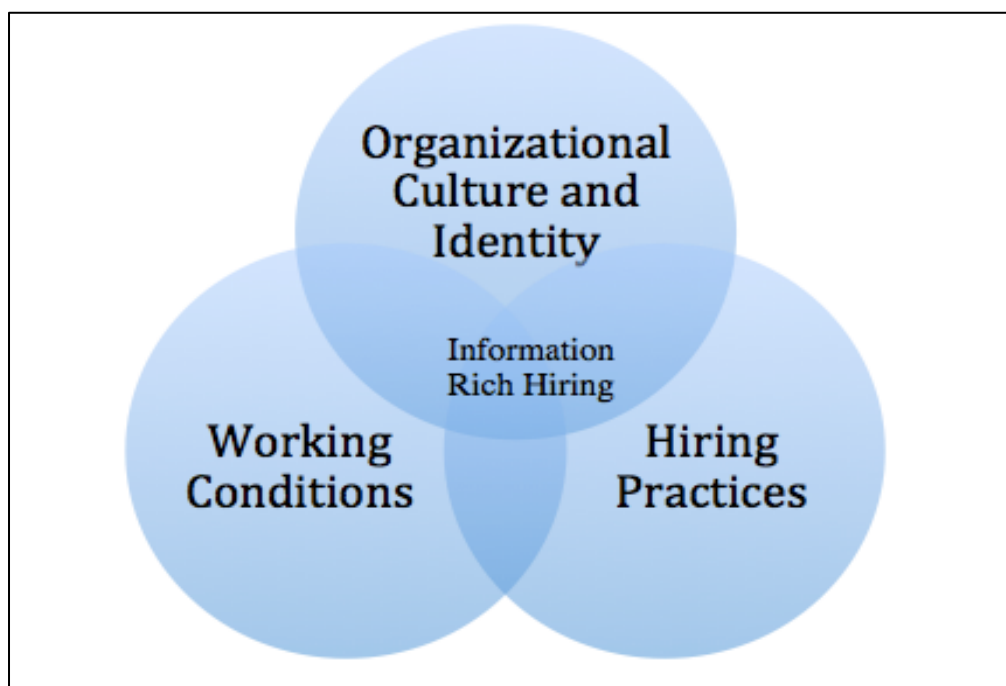 Organizational
Culture and
Identity
Information
Rich Hiring
Working
Conditions
Hiring
Practices